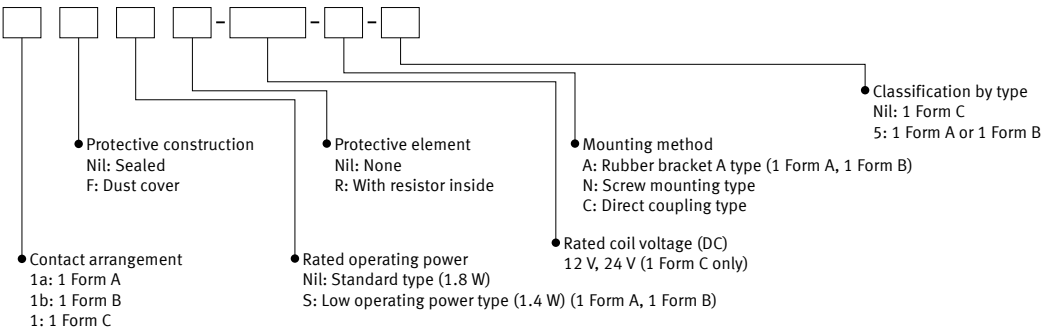 - - -
Classification by type
Nil: 1 Form C
5: 1 Form A or 1 Form B
Protective construction
Nil: Sealed
F: Dust cover
Protective element
Nil: None
R: With resistor inside
Mounting method
A: Rubber bracket A type (1 Form A, 1 Form B)
N: Screw mounting type
C: Direct coupling type
Rated coil voltage (DC)
12 V, 24 V (1 Form C only)
Contact arrangement
1a: 1 Form A
1b: 1 Form B
1: 1 Form C
Rated operating power
Nil: Standard type (1.8 W)
S: Low operating power type (1.4 W) (1 Form A, 1 Form B)